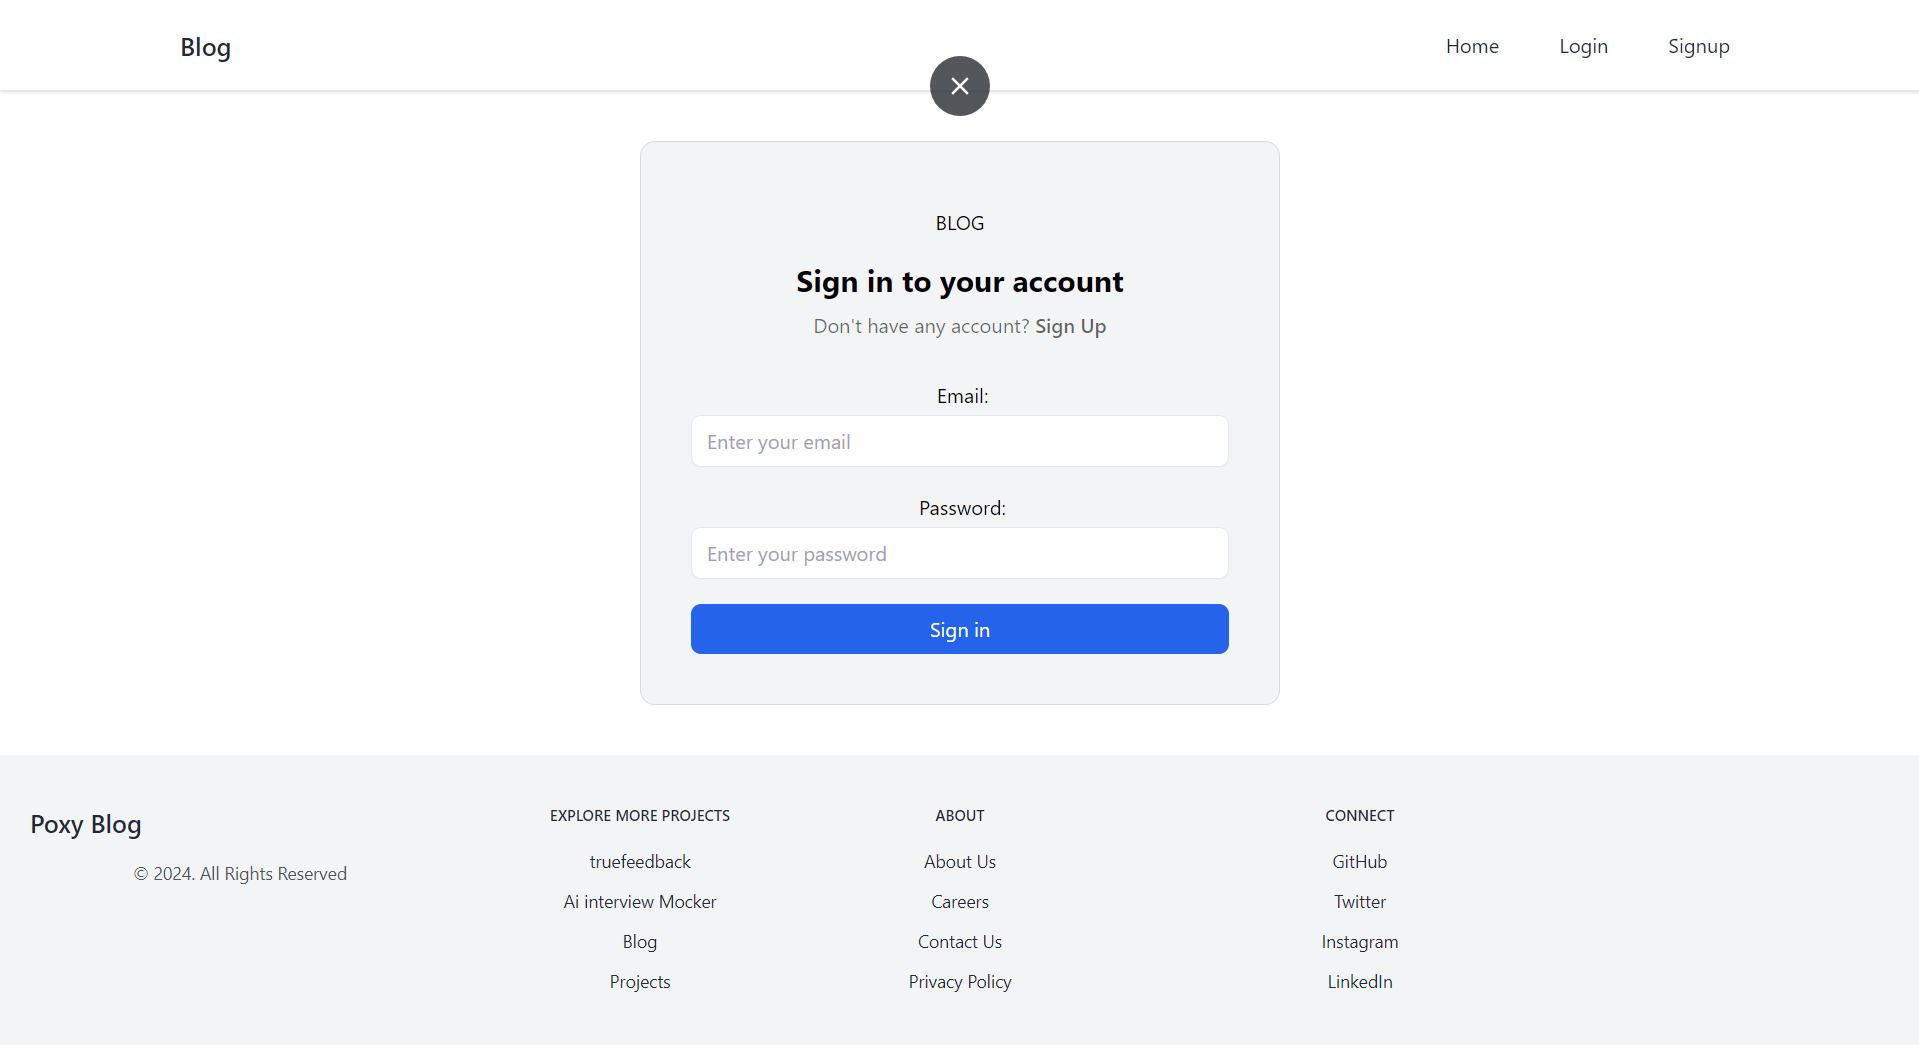 Blog
Home
Login
Signup
BLOG
Sign in to your account
Don't have any account? Sign Up
Email:
Enter your email
Password:
Enter your password
Sign in
Poxy Blog
© 2024. All Rights Reserved
EXPLORE MORE PROJECTS
truefeedback
Ai interview Mocker
Blog
Projects
ABOUT
About Us
Careers
Contact Us
Privacy Policy
CONNECT
GitHub
Twitter
Instagram
LinkedIn